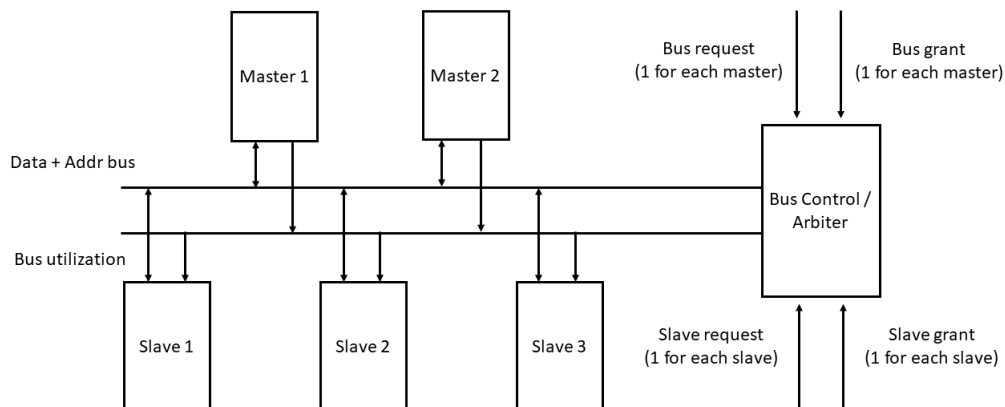 Master 1
Master 2
Bus request
(1 for each master)
Bus grant
(1 for each master)
Data + Addr bus
Bus Control /
Arbiter
Bus utilization
Slave 1
Slave 2
Slave 3
Slave request
(1 for each slave)
Slave grant
(1 for each slave)